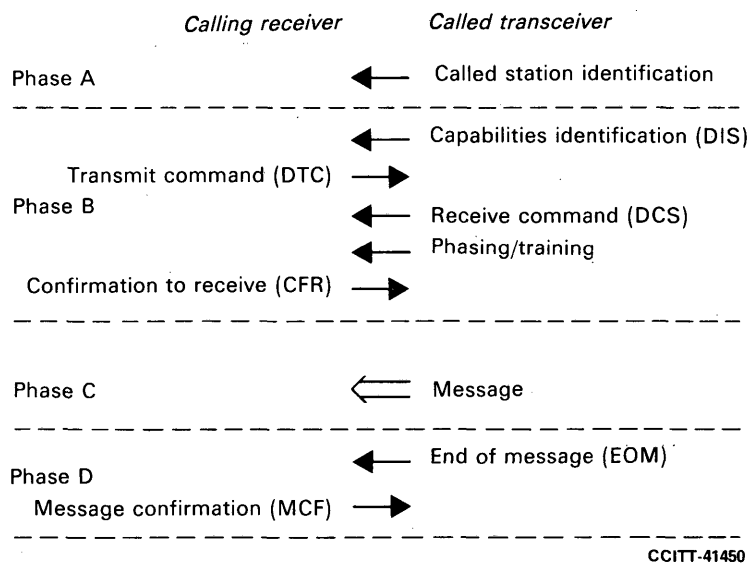 Calling receiver Called transceiver
Phase A Called station identification
Capabilities identification (DIS)
Transmit command (DTC)
Phase B Receive command (DCS)
Phasing/training
Confirmation to receive (CFR)
Phase C Message
End of message (EOM)
Phase D
Message confirmation (MCF)
CCITT-41450